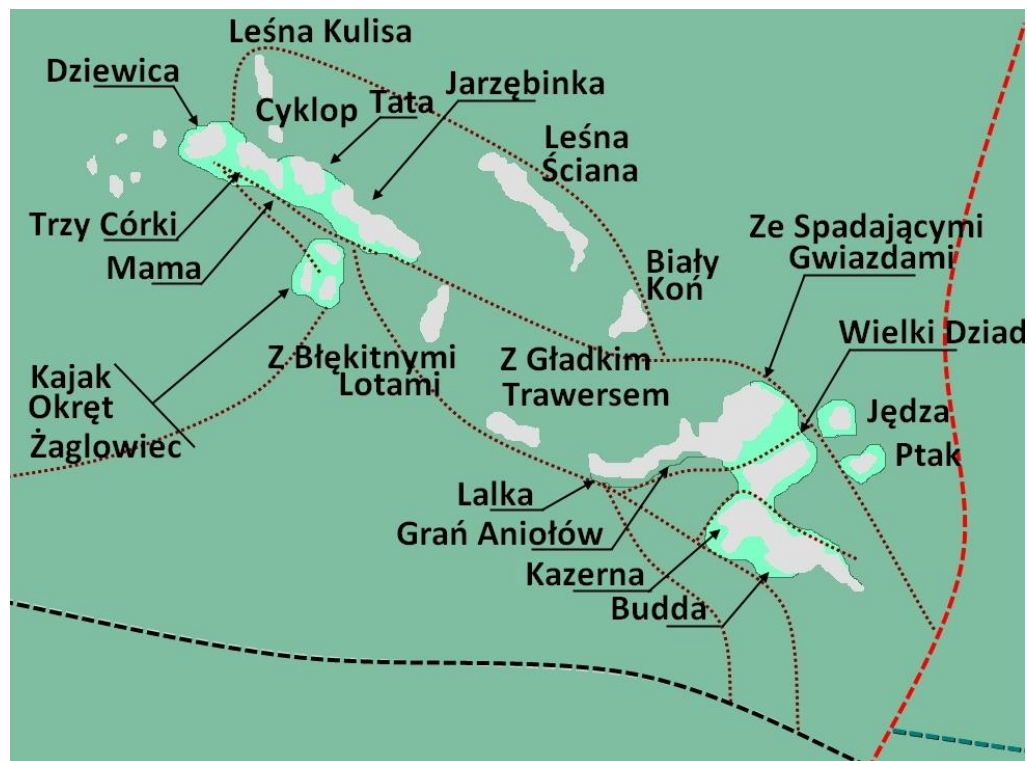 Leśna Kulisa
Dziewica
Cyklop
Tata
Jarzębinka
Leśna
Ściana
Trzy Córki
Mama
Ze Spadającymi
Gwiazdami
Biały
Koń
Wielki Dziad
Z Błękitnymi
Lotami
Z Gładkim
Trawersem
Kajak
Okręt
Żaglowiec
Jędza
Ptak
Lalka
Grań Aniołów
Kazerna
Budda